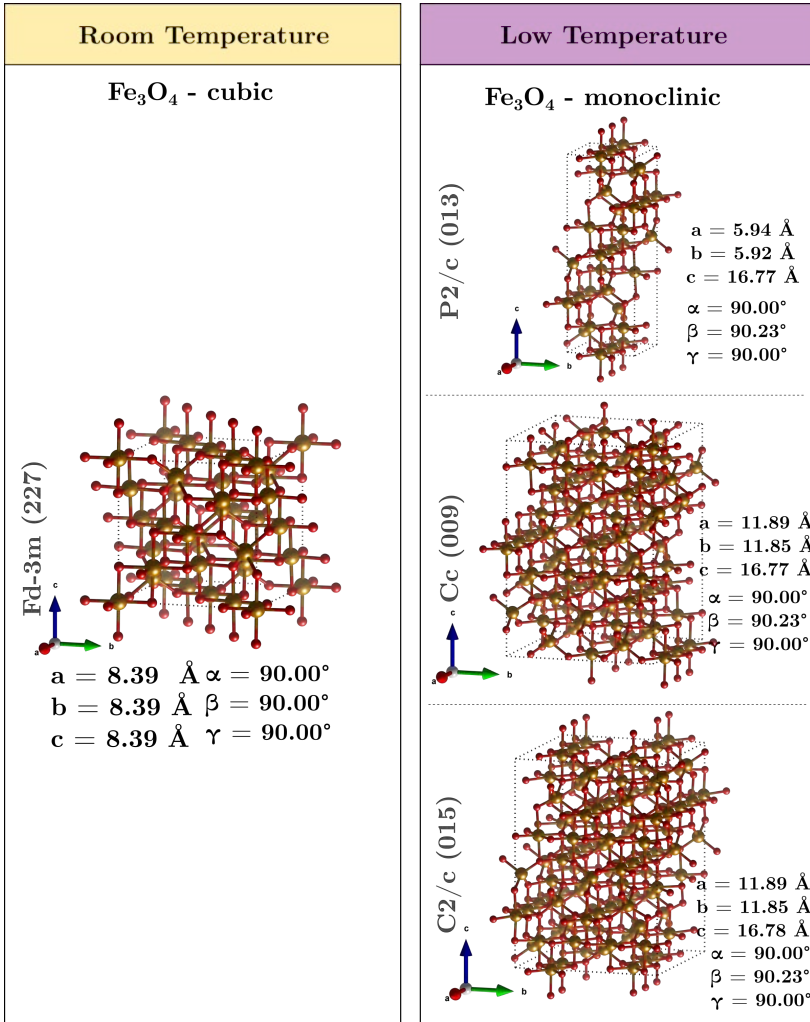 Room Temperature
Fe₃O₄ - cubic
Fd-3m (227)
c
a
b
a = 8.39 Å α = 90.00°
b = 8.39 Å β = 90.00°
c = 8.39 Å γ = 90.00°
Low Temperature
Fe₃O₄ - monoclinic
P2/c (013)
a = 5.94 Å
b = 5.92 Å
c = 16.77 Å
α = 90.00°
β = 90.23°
γ = 90.00°
c
a
b
Cc (009)
a = 11.89 Å
b = 11.85 Å
c = 16.77 Å
α = 90.00°
β = 90.23°
γ = 90.00°
c
a
b
C2/c (015)
a = 11.89 Å
b = 11.85 Å
c = 16.78 Å
α = 90.00°
β = 90.23°
γ = 90.00°
c
a
b